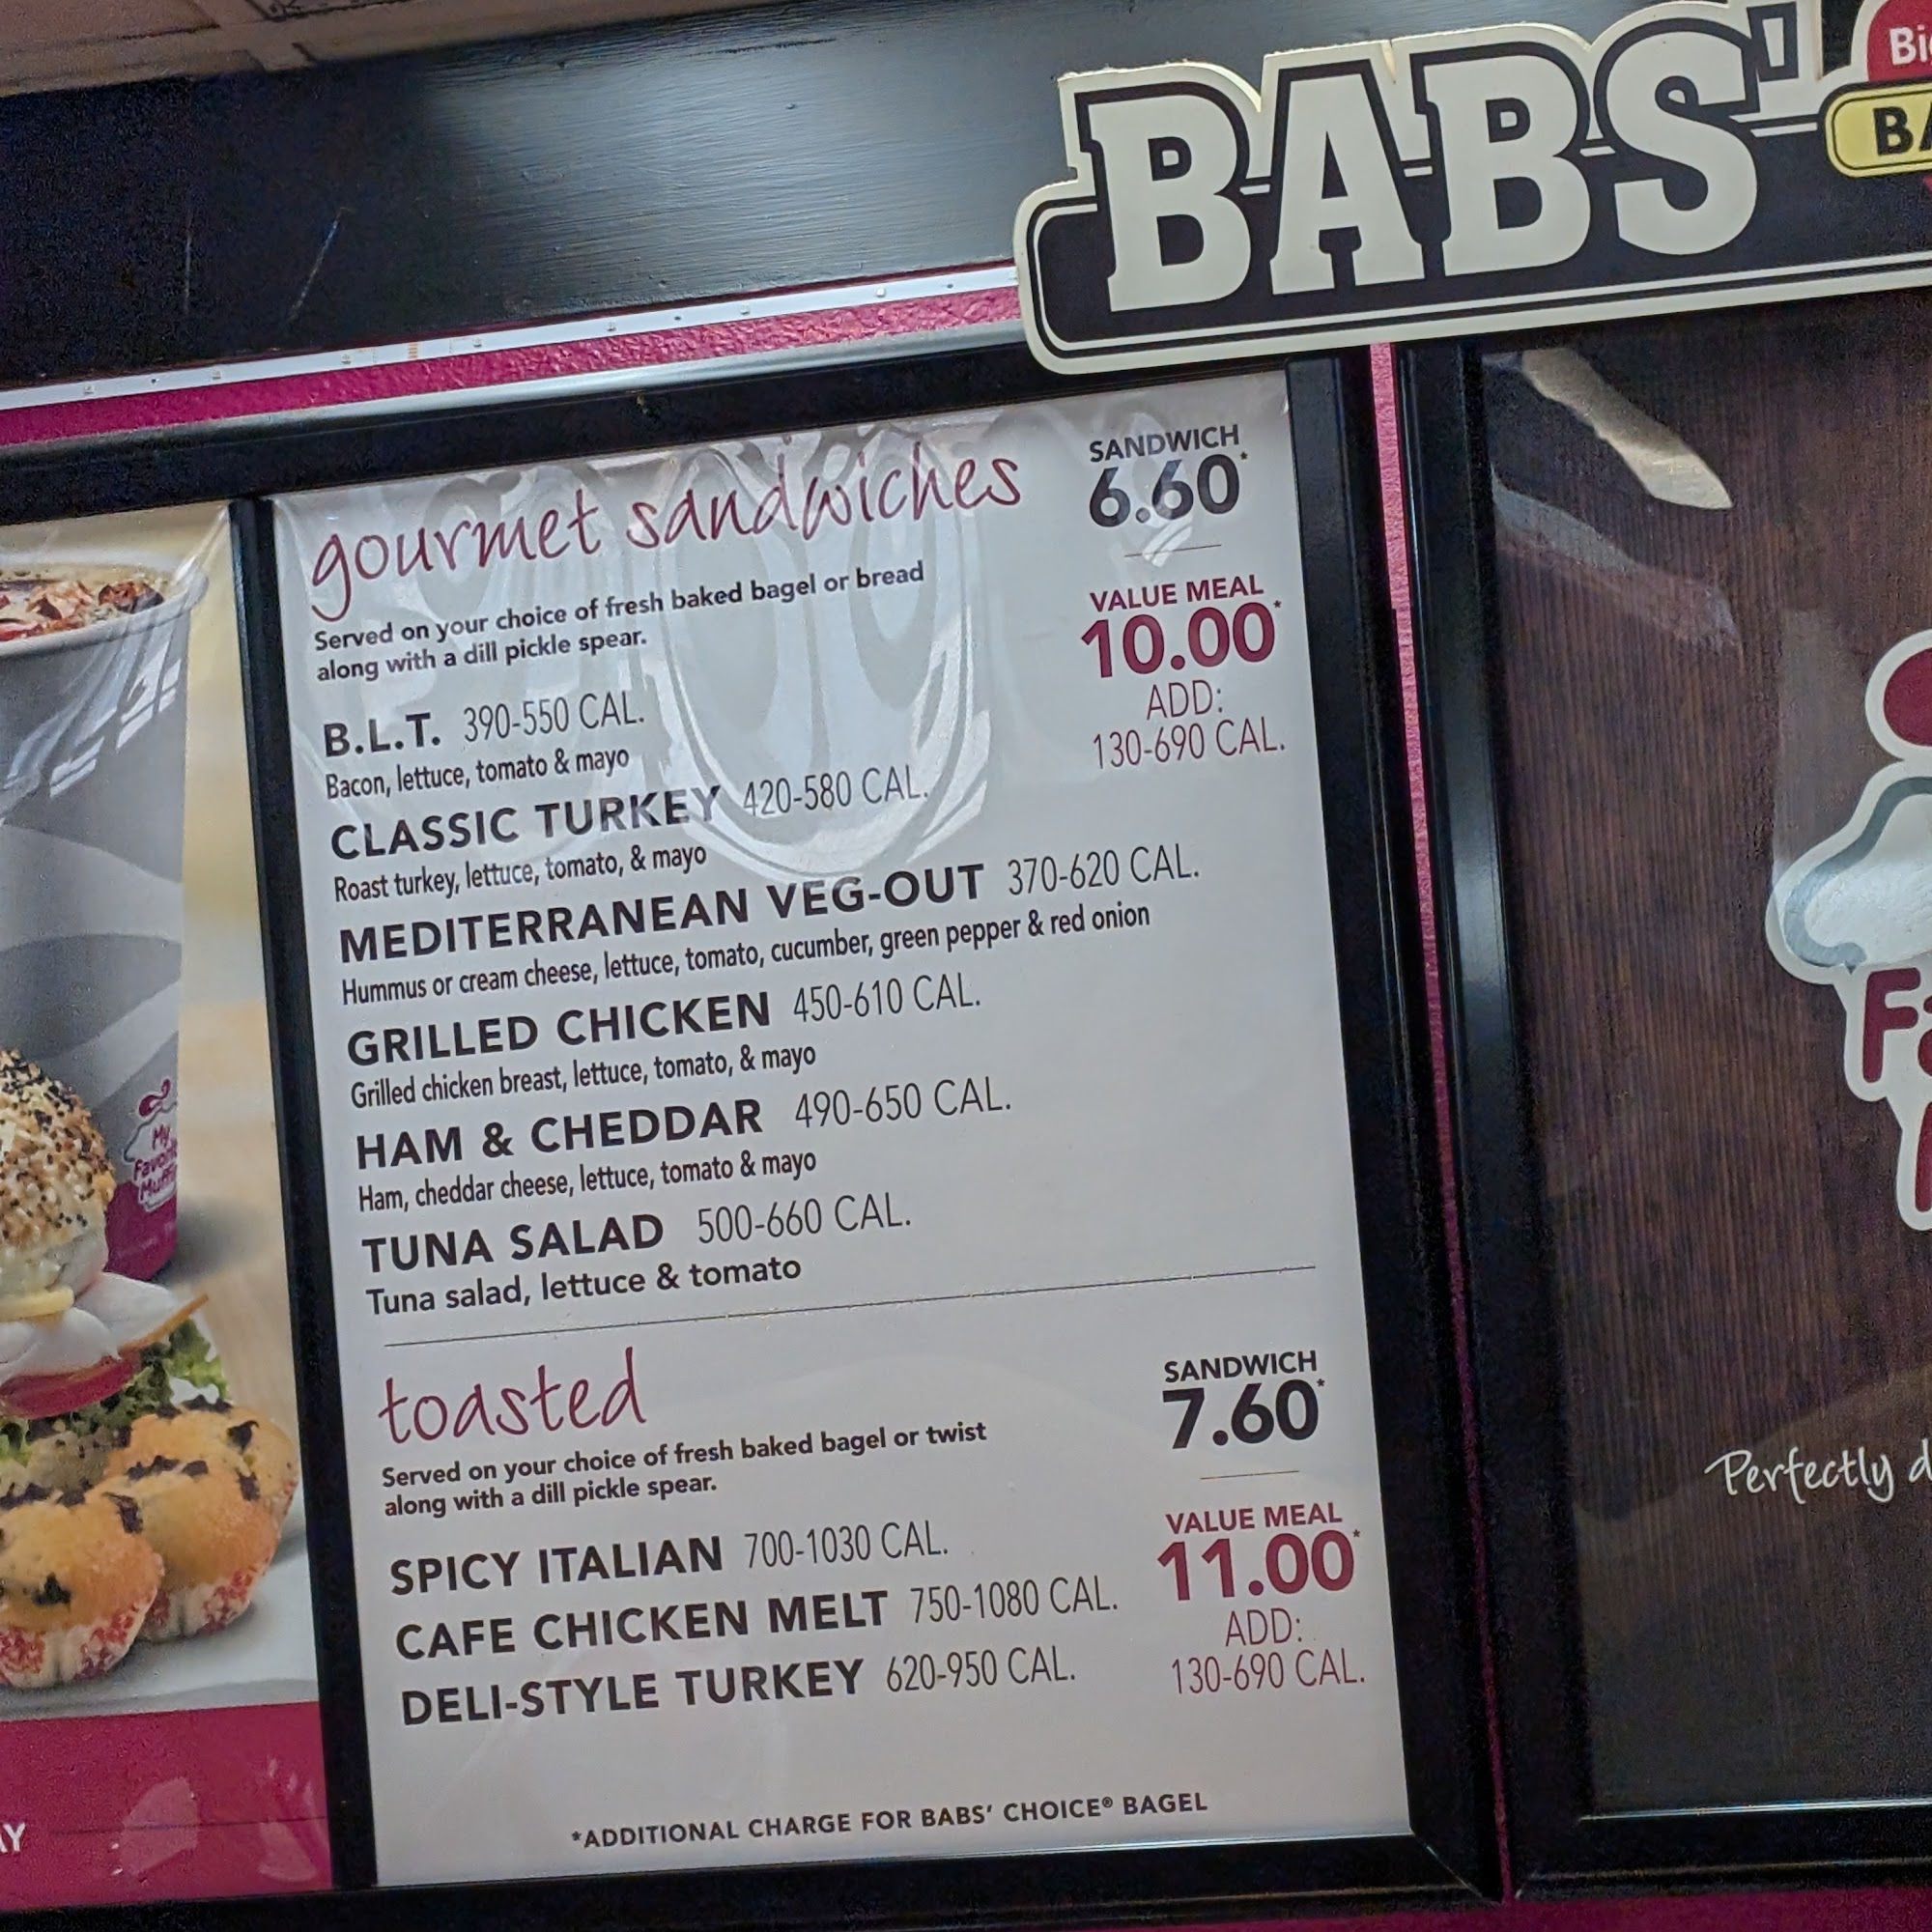 BABS'
Bi
BA
gourmet sandwiches
Served on your choice of fresh baked bagel or bread
along with a dill pickle spear.
SANDWICH
6.60*
VALUE MEAL
10.00*
ADD:
130-690 CAL.
B.L.T. 390-550 CAL.
Bacon, lettuce, tomato & mayo
CLASSIC TURKEY 420-580 CAL.
Roast turkey, lettuce, tomato, & mayo
MEDITERRANEAN VEG-OUT 370-620 CAL.
Hummus or cream cheese, lettuce, tomato, cucumber, green pepper & red onion
GRILLED CHICKEN 450-610 CAL.
Grilled chicken breast, lettuce, tomato, & mayo
HAM & CHEDDAR 490-650 CAL.
Ham, cheddar cheese, lettuce, tomato & mayo
TUNA SALAD 500-660 CAL.
Tuna salad, lettuce & tomato
toasted
Served on your choice of fresh baked bagel or twist
along with a dill pickle spear.
SANDWICH
7.60*
VALUE MEAL
11.00*
ADD:
130-690 CAL.
SPICY ITALIAN 700-1030 CAL.
CAFE CHICKEN MELT 750-1080 CAL.
DELI-STYLE TURKEY 620-950 CAL.
*ADDITIONAL CHARGE FOR BABS' CHOICE® BAGEL
My
Favorite
Muffin
AY
Perfectly d